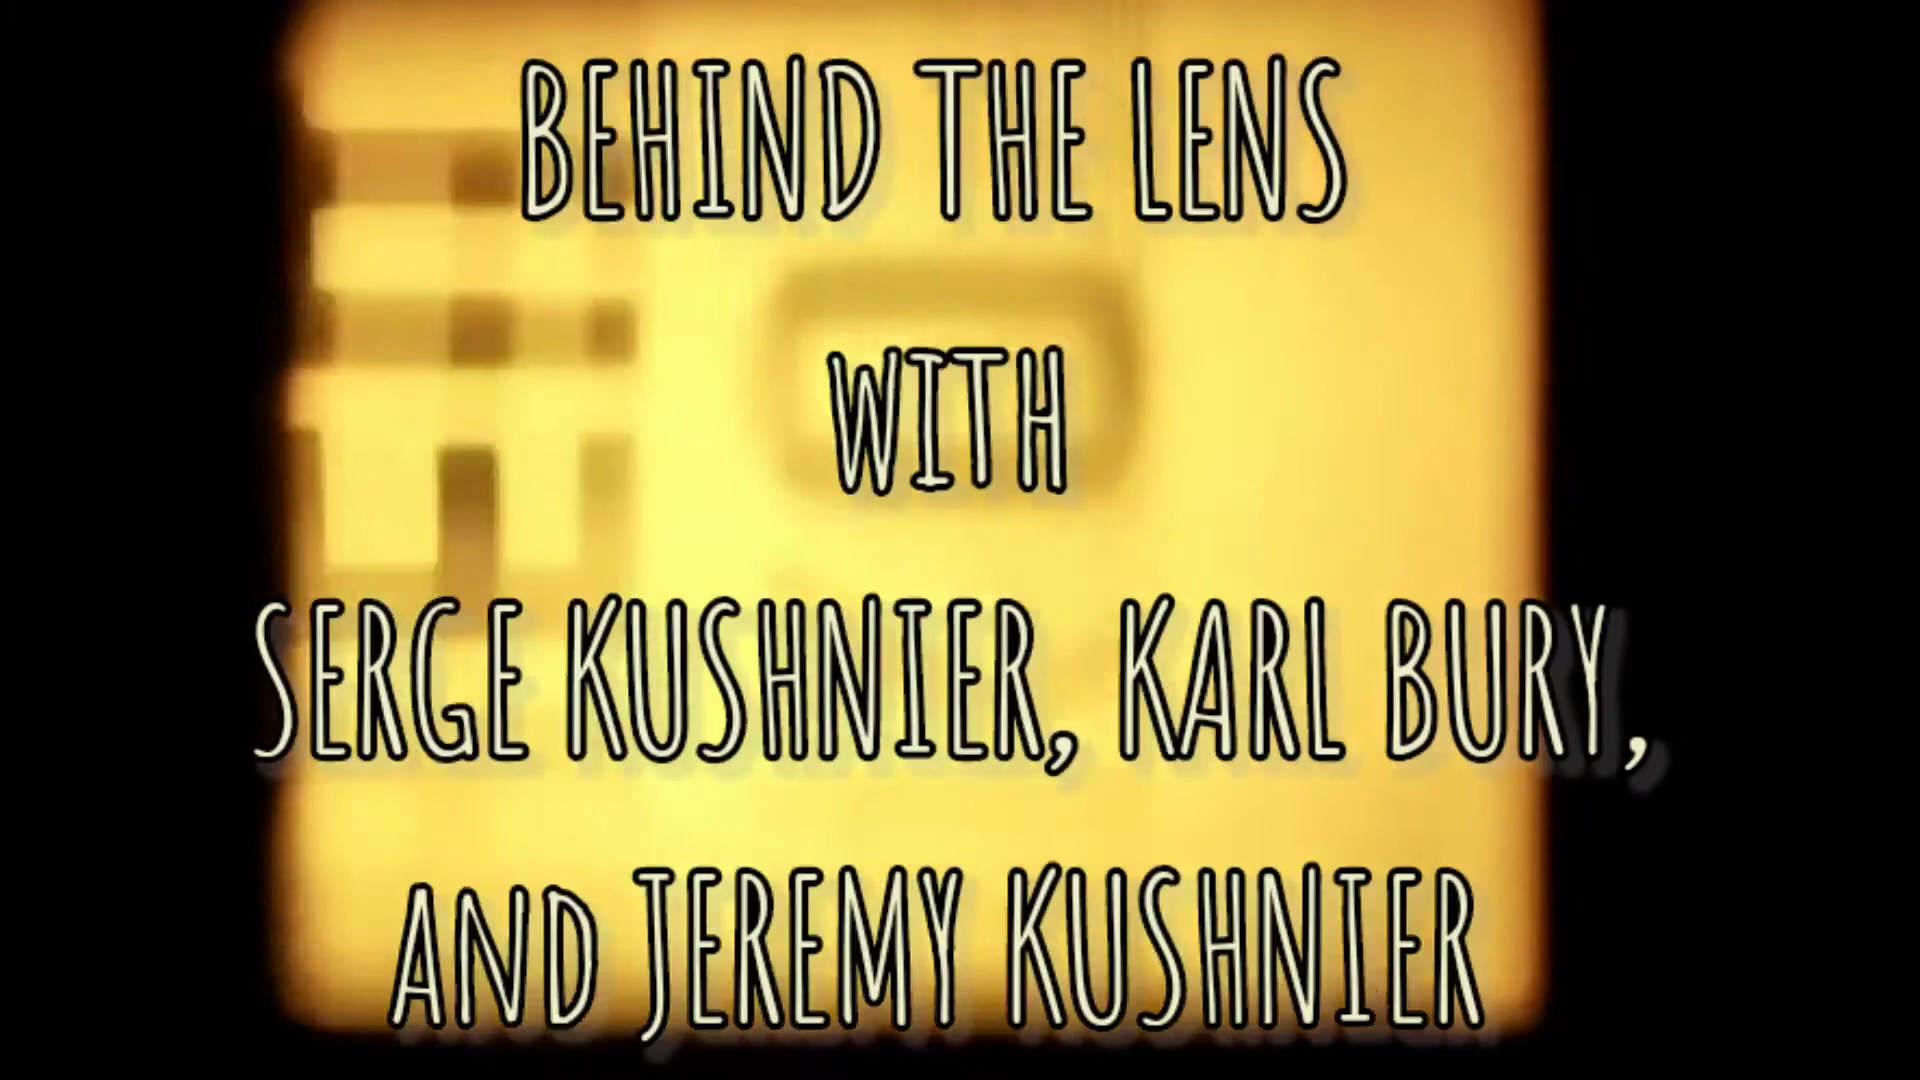 BEHIND THE LENS
WITH
SERGE KUSHNIER, KARL BURY,
AND JEREMY KUSHNIER